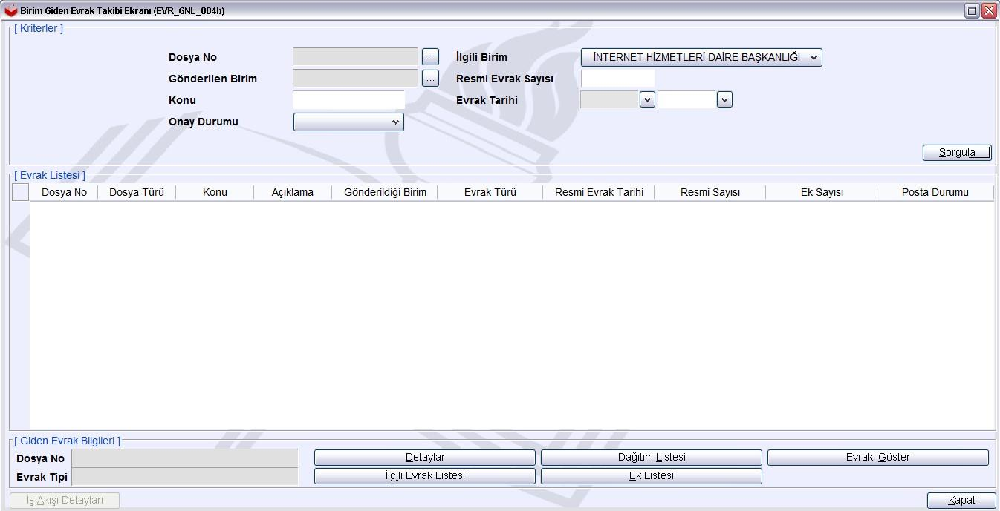 Birim Giden Evrak Takibi Ekranı (EVR_GNL_004b)
[ Kriterler ]
Dosya No ... İlgili Birim İNTERNET HİZMETLERİ DAİRE BAŞKANLIĞI
Gönderilen Birim ... Resmi Evrak Sayısı
Konu Evrak Tarihi
Onay Durumu
Sorgula
[ Evrak Listesi ]
Dosya No Dosya Türü Konu Açıklama Gönderildiği Birim Evrak Türü Resmi Evrak Tarihi Resmi Sayısı Ek Sayısı Posta Durumu
[ Giden Evrak Bilgileri ]
Dosya No Detaylar Dağıtım Listesi Evrakı Göster
Evrak Tipi İlgili Evrak Listesi Ek Listesi
İş Akışı Detayları Kapat